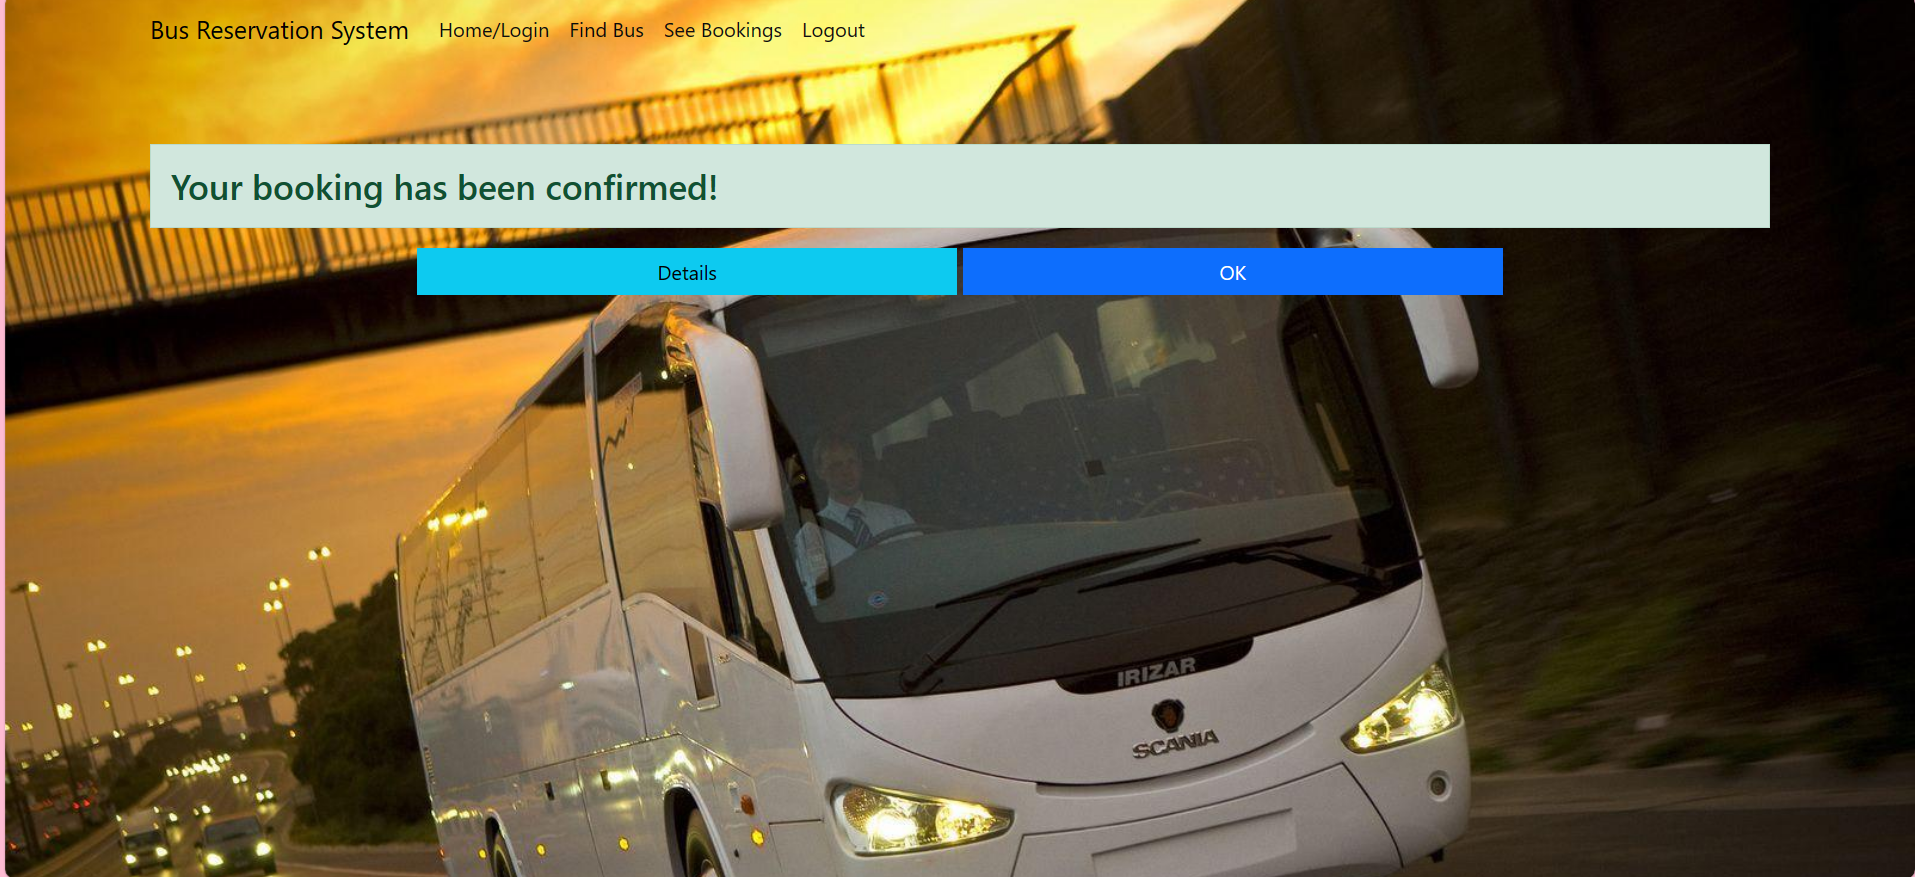 Bus Reservation System Home/Login Find Bus See Bookings Logout
Your booking has been confirmed!
Details OK
IRIZAR
SCANIA